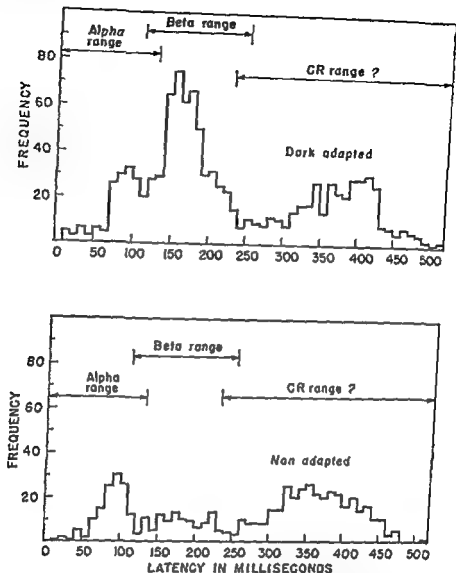 Beta range
Alpha range
CR range ?
FREQUENCY
80
60
40
20
Dark adapted
0 50 100 150 200 250 300 350 400 450 500
Beta range
Alpha range
CR range ?
FREQUENCY
80
60
40
20
Non adapted
0 50 100 150 200 250 300 350 400 450 500
LATENCY IN MILLISECONDS